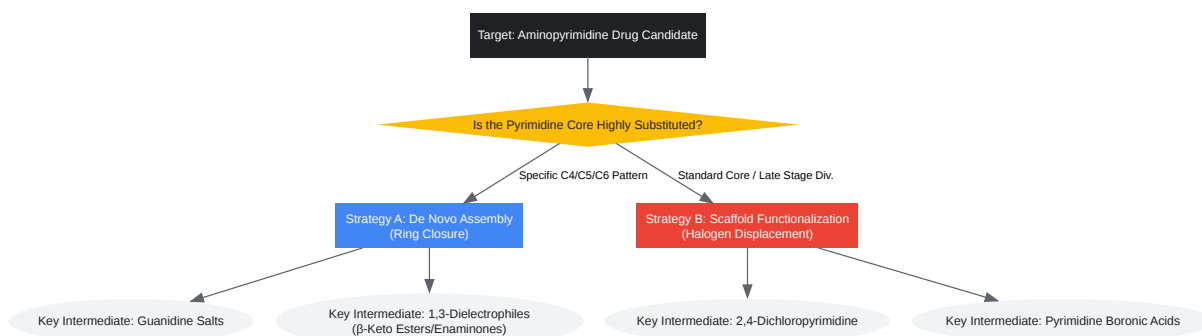 Target: Aminopyrimidine Drug Candidate
Is the Pyrimidine Core Highly Substituted?
Specific C4/C5/C6 Pattern
Standard Core / Late Stage Div.
Strategy A: De Novo Assembly
(Ring Closure)
Strategy B: Scaffold Functionalization
(Halogen Displacement)
Key Intermediate: Guanidine Salts
Key Intermediate: 1,3-Dielectrophiles
(β-Keto Esters/Enaminones)
Key Intermediate: 2,4-Dichloropyrimidine
Key Intermediate: Pyrimidine Boronic Acids